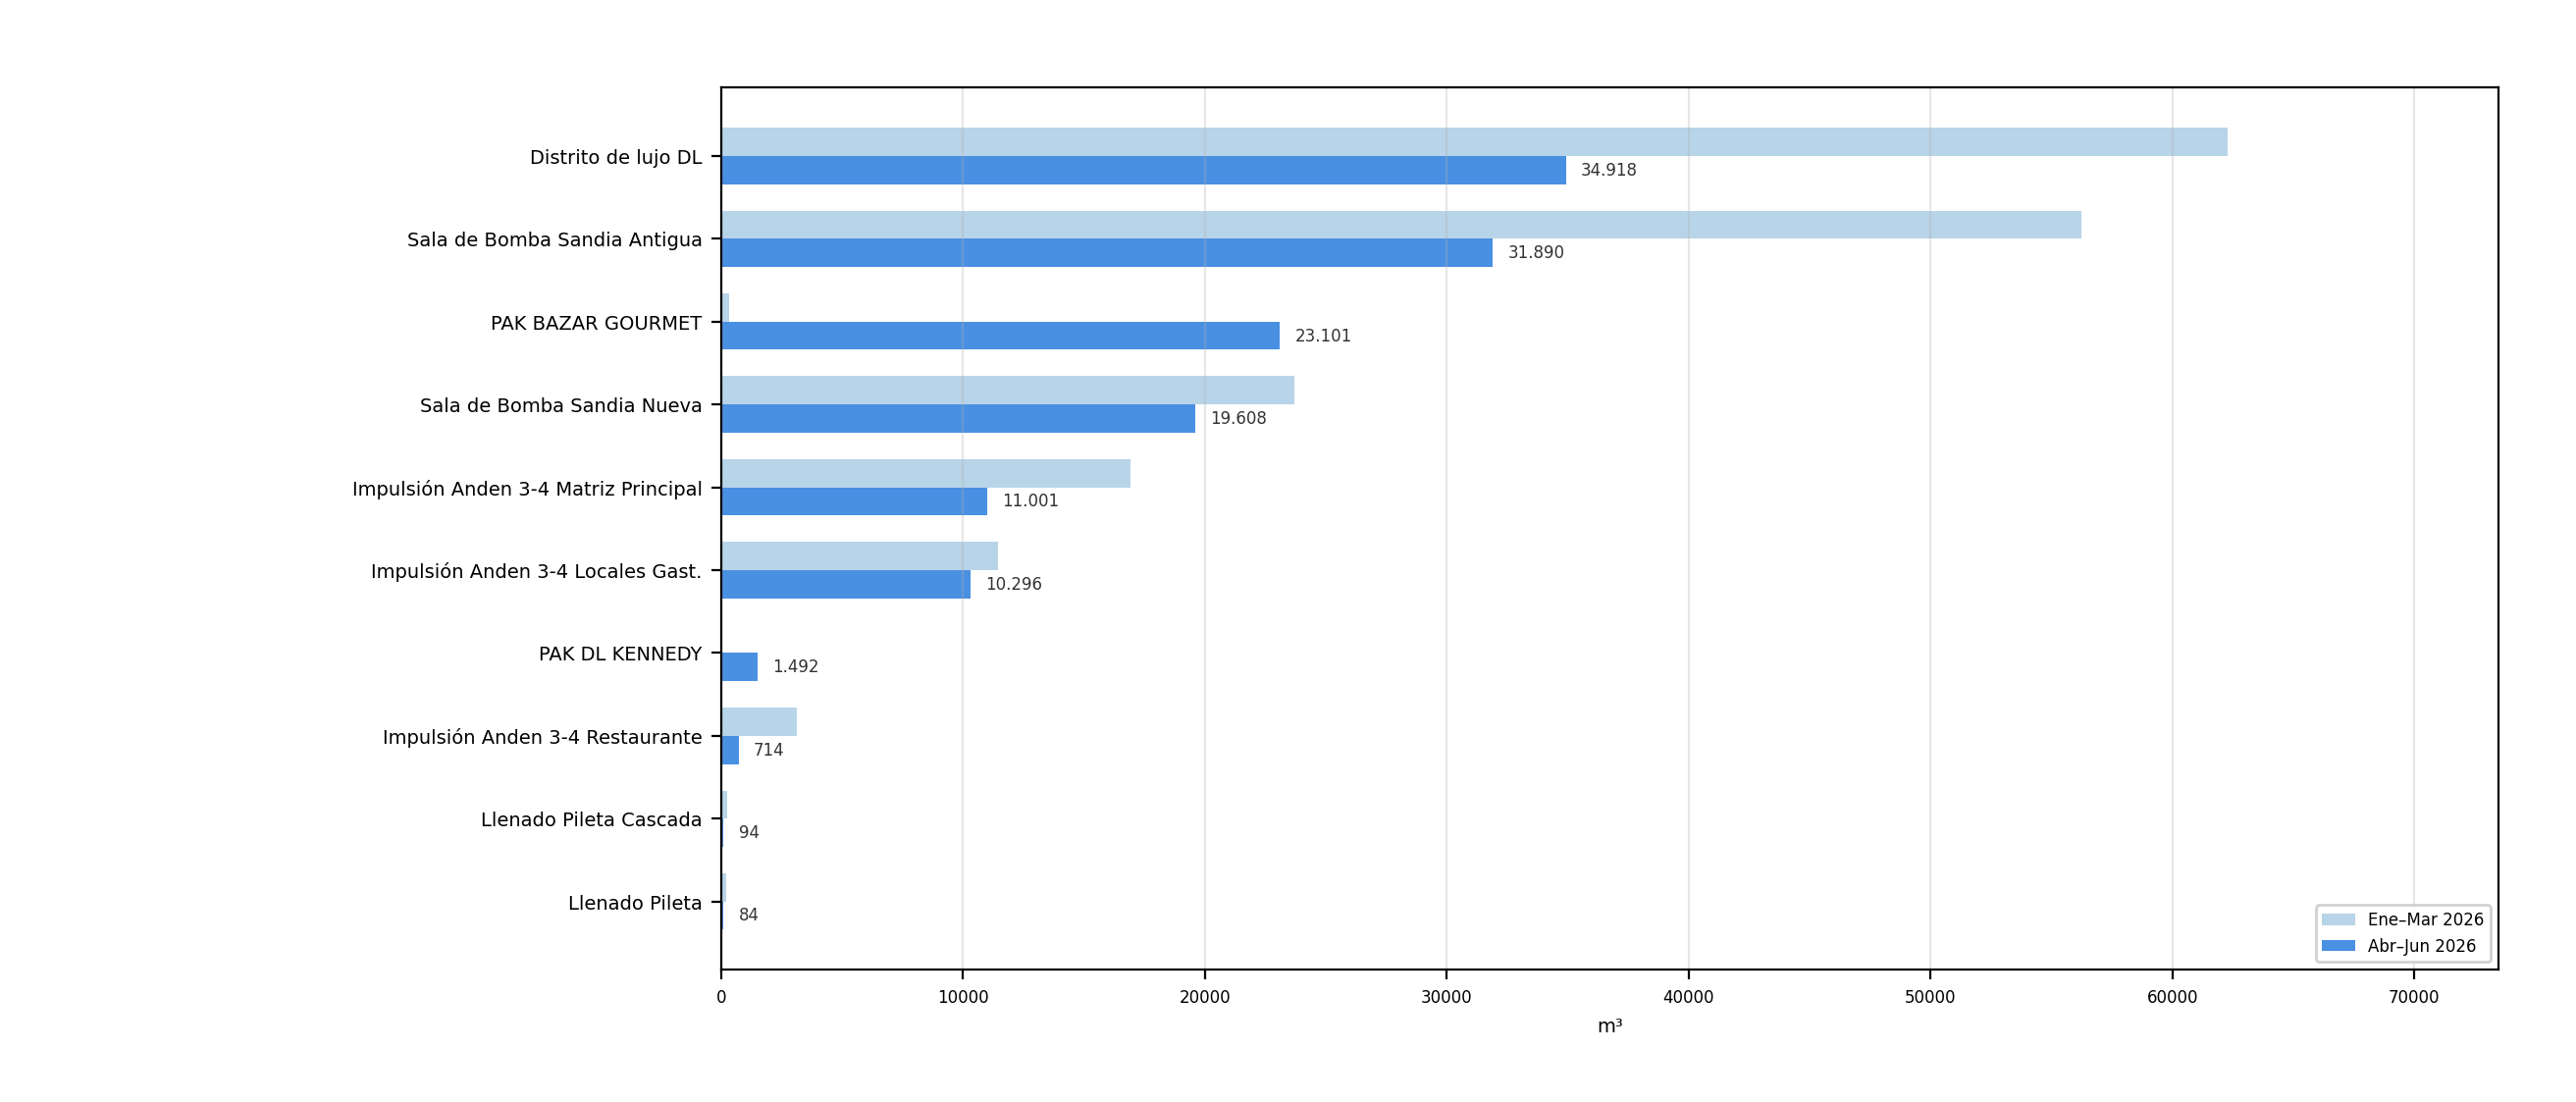 Distrito de lujo DL
34.918
Sala de Bomba Sandia Antigua
31.890
PAK BAZAR GOURMET
23.101
Sala de Bomba Sandia Nueva
19.608
Impulsión Anden 3-4 Matriz Principal
11.001
Impulsión Anden 3-4 Locales Gast.
10.296
PAK DL KENNEDY
1.492
Impulsión Anden 3-4 Restaurante
714
Llenado Pileta Cascada
94
Llenado Pileta
84
Ene–Mar 2026
Abr–Jun 2026
0 10000 20000 30000 40000 50000 60000 70000
m³